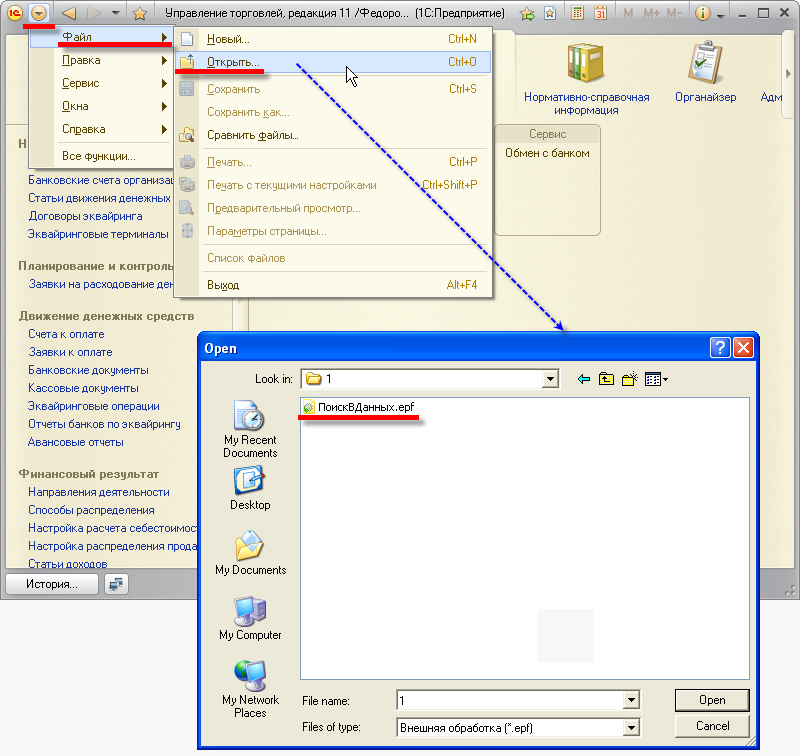 Управление торговлей, редакция 11 /Федоро... (1С:Предприятие)
M M+ M-
Файл
Правка
Сервис
Окна
Справка
Все функции...
Новый... Ctrl+N
Открыть... Ctrl+O
Сохранить Ctrl+S
Сохранить как...
Сравнить файлы...
Печать... Ctrl+P
Печать с текущими настройками Ctrl+Shift+P
Предварительный просмотр...
Параметры страницы...
Список файлов
Выход Alt+F4
Нормативно-справочная
информация
Органайзер
Адм
Сервис
Обмен с банком
Н
Банковские счета организац
Статьи движения денежных
Договоры эквайринга
Эквайринговые терминалы
Планирование и контроль
Заявки на расходование ден
Движение денежных средств
Счета к оплате
Заявки к оплате
Банковские документы
Кассовые документы
Эквайринговые операции
Отчеты банков по эквайрингу
Авансовые отчеты
Финансовый результат
Направления деятельности
Способы распределения
Настройка расчета себестоимос
Настройка распределения прода
Статьи доходов
История...
Open
Look in: 1
ПоискВДанных.epf
My Recent
Documents
Desktop
My Documents
My Computer
My Network
Places
File name: 1
Open
Files of type: Внешняя обработка (*.epf)
Cancel